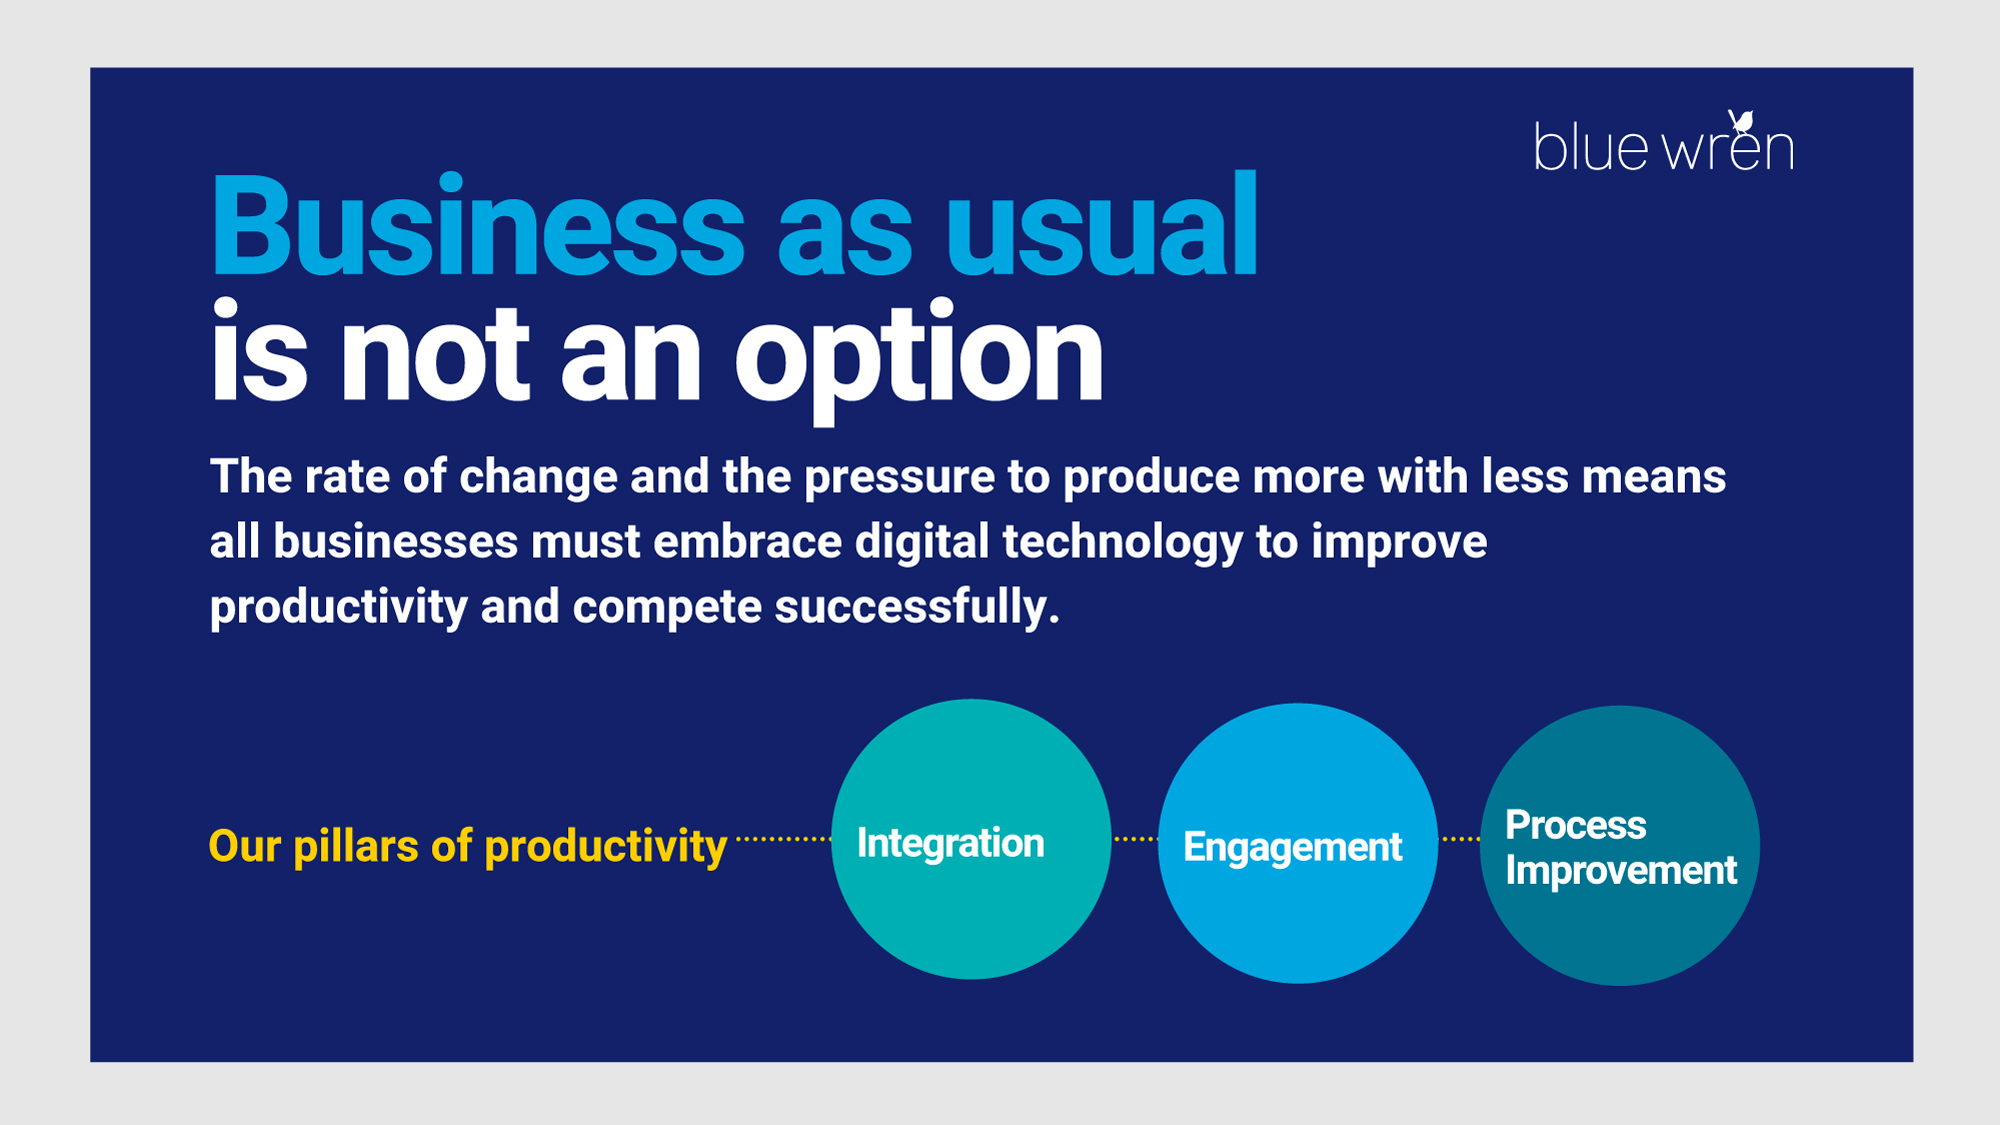 blue wren
Business as usual
is not an option
The rate of change and the pressure to produce more with less means
all businesses must embrace digital technology to improve
productivity and compete successfully.
Our pillars of productivity
Integration
Engagement
Process
Improvement